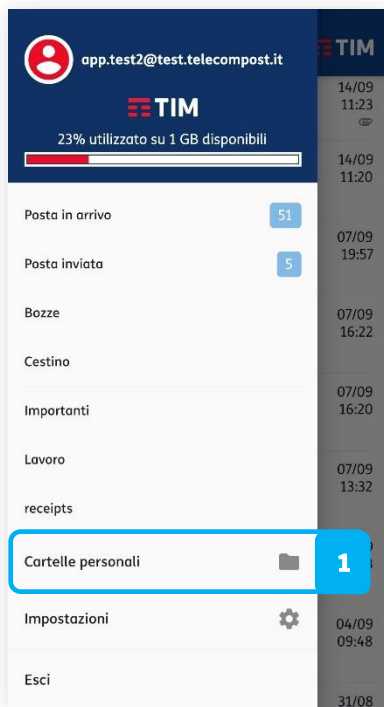 app.test2@test.telecompost.it
TIM
23% utilizzato su 1 GB disponibili
Posta in arrivo 51
Posta inviata 5
Bozze
Cestino
Importanti
Lavoro
receipts
Cartelle personali 1
Impostazioni
Esci
TIM
14/09
11:23
14/09
11:20
07/09
19:57
07/09
16:22
07/09
16:20
07/09
13:32
04/09
09:48
31/08